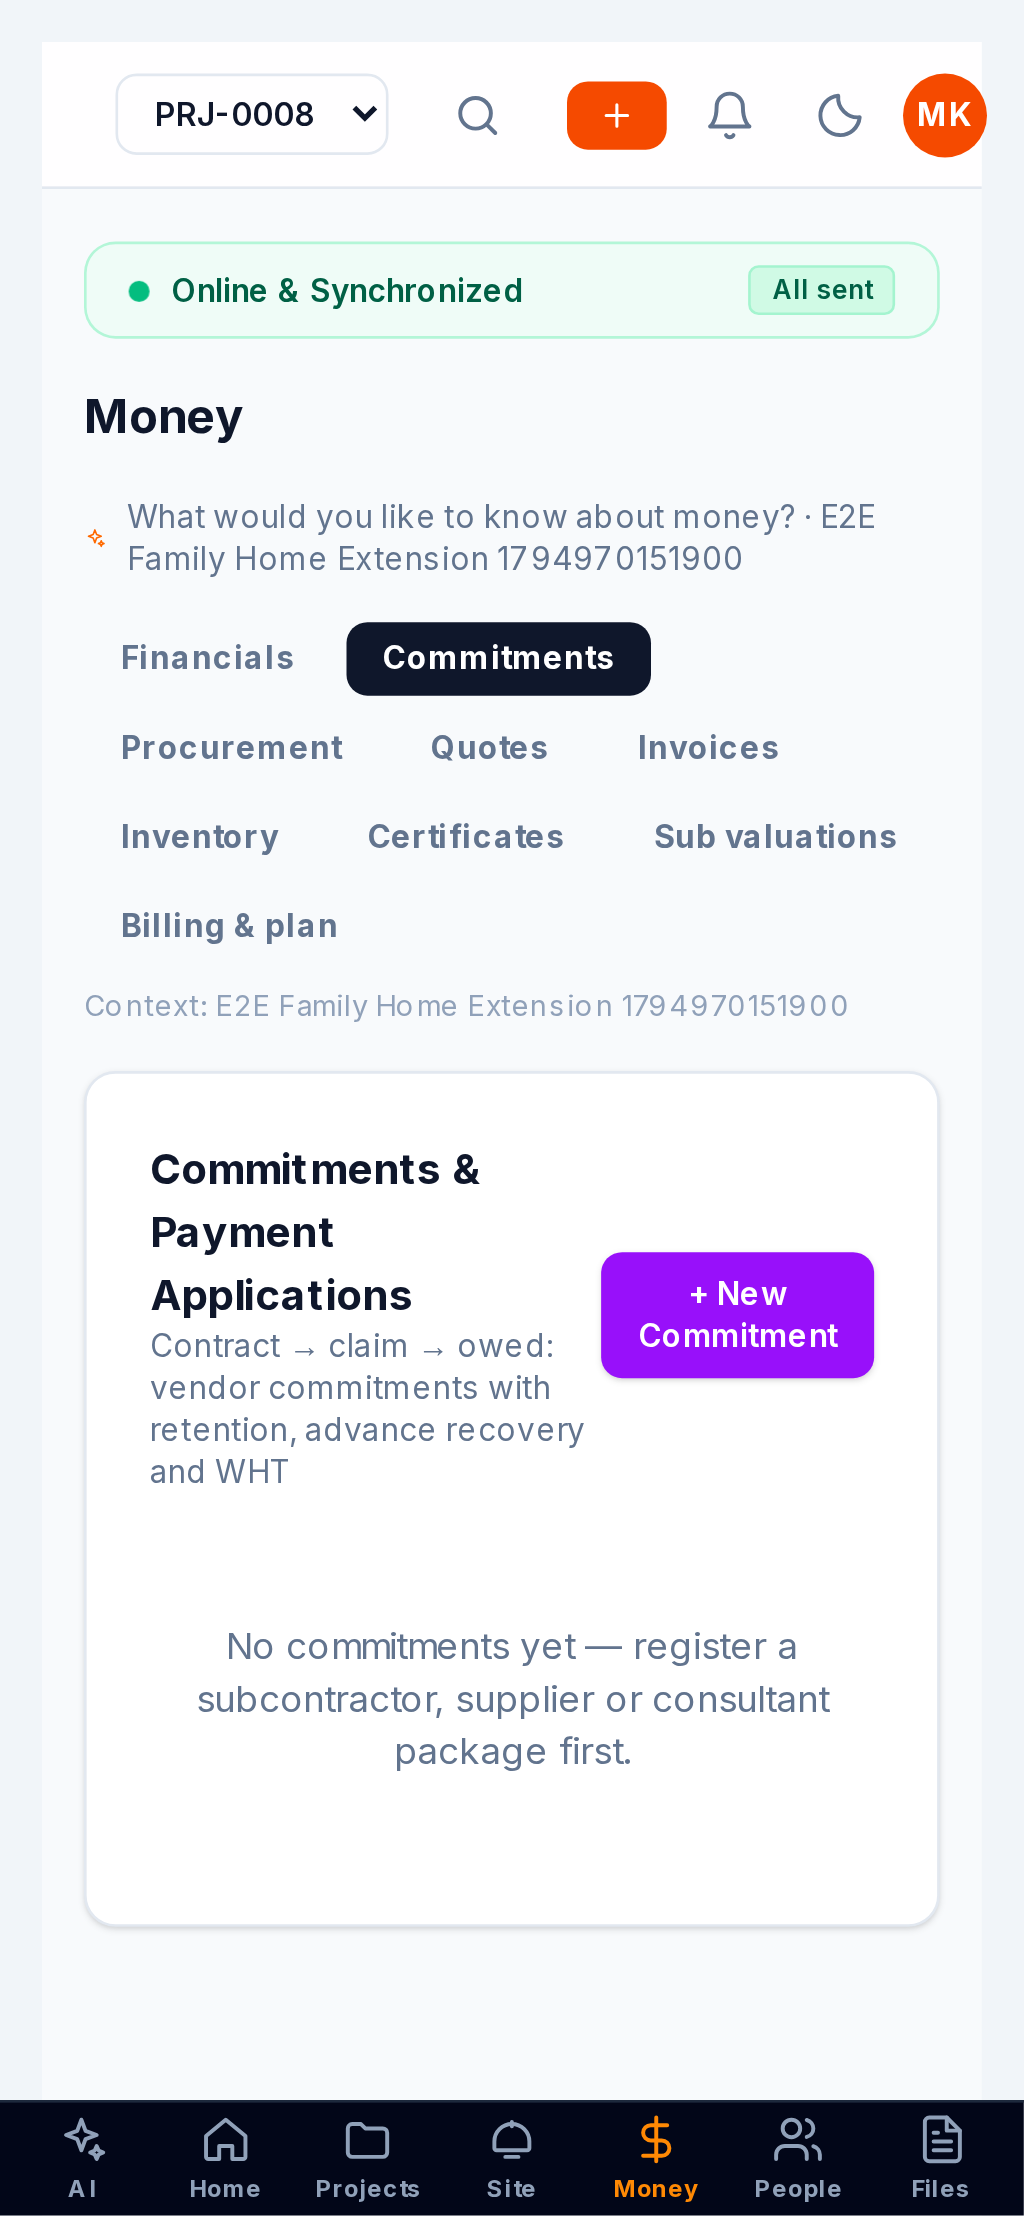 PRJ-0008
+
MK
Online & Synchronized
All sent
Money
What would you like to know about money? · E2E
Family Home Extension 1794970151900
Financials
Commitments
Procurement
Quotes
Invoices
Inventory
Certificates
Sub valuations
Billing & plan
Context: E2E Family Home Extension 1794970151900
Commitments &
Payment
Applications
Contract → claim → owed:
vendor commitments with
retention, advance recovery
and WHT
+ New
Commitment
No commitments yet — register a
subcontractor, supplier or consultant
package first.
AI
Home
Projects
Site
Money
People
Files